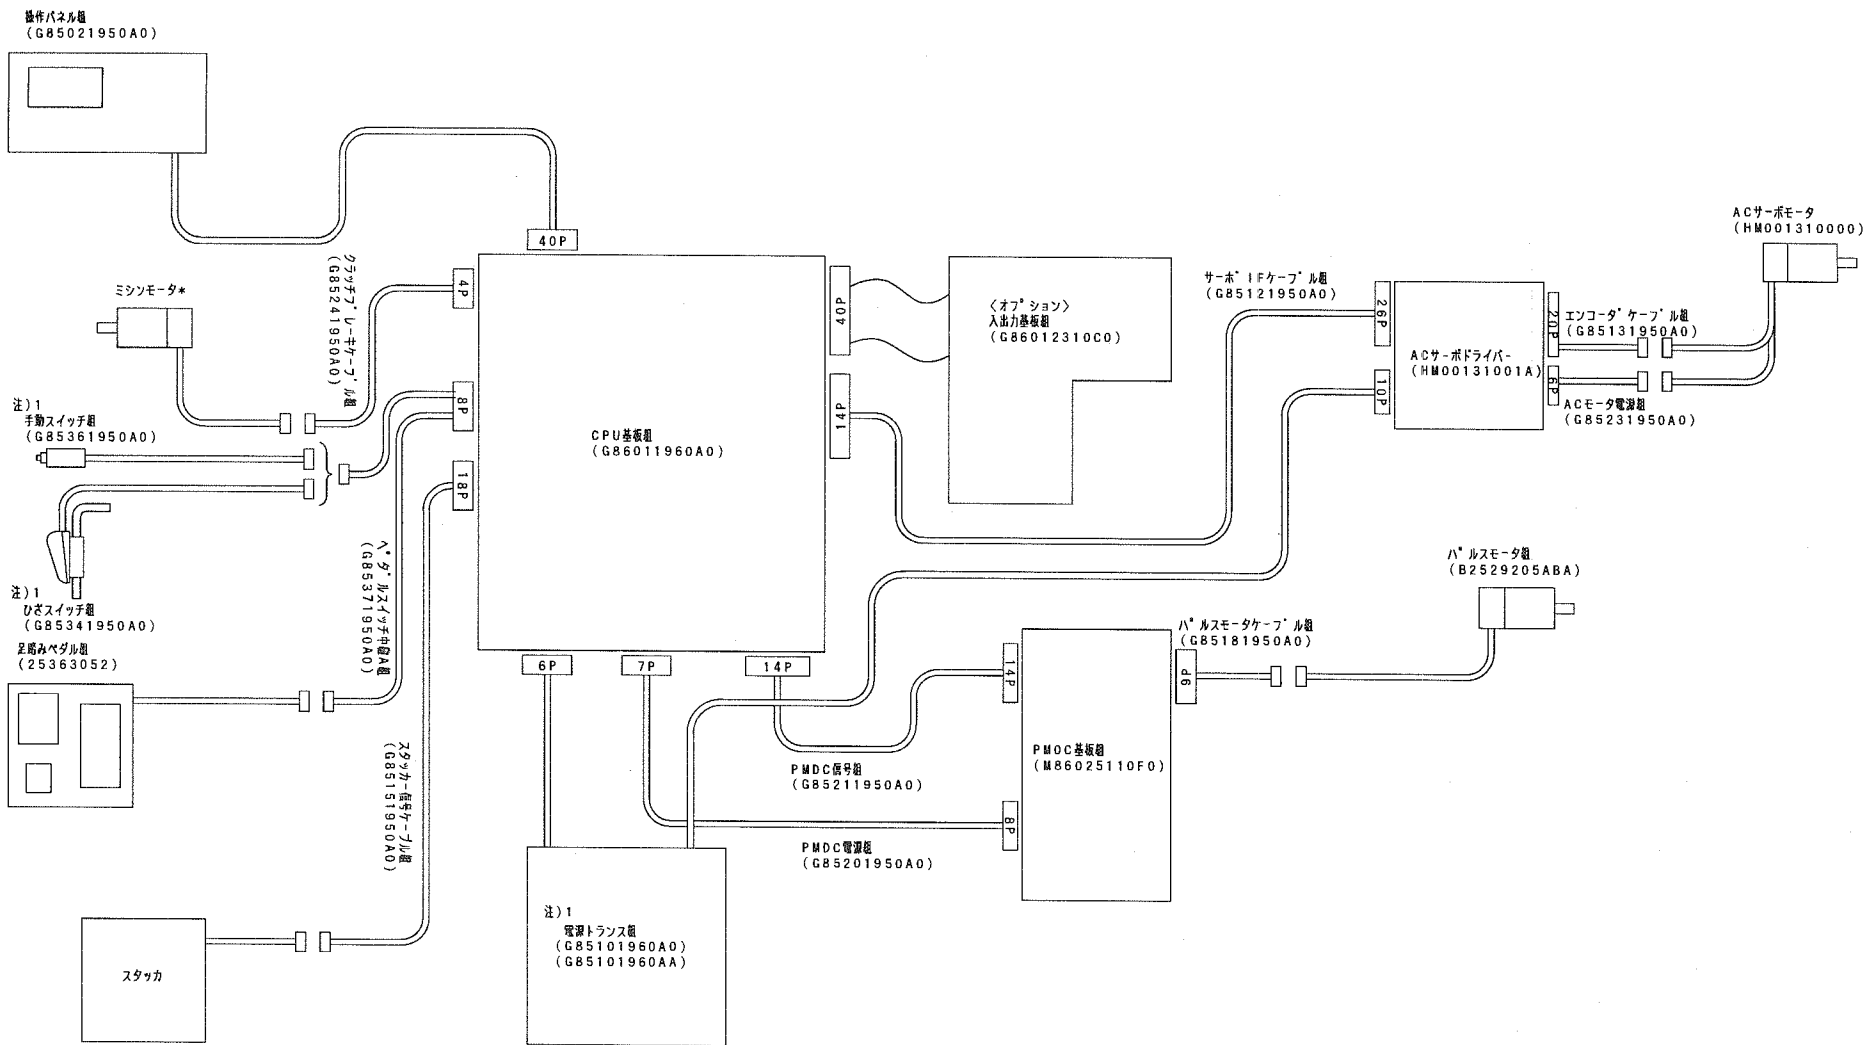 操作パネル組
(G85021950A0)
40P
クラッチブレーキケーブル組
(G85241950A0)
4P
ミシンモータ*
注)1
手動スイッチ組
(G85361950A0)
8P
18P
注)1
ひざスイッチ組
(G85341950A0)
足踏みペダル組
(25363052)
ペダルスイッチ中継A組
(G85371950A0)
スタッカー信号ケーブル組
(G85151950A0)
スタッカ
CPU基板組
(G86011960A0)
40P
14P
6P
7P
14P
<オプション>
入出力基板組
(G86012310C0)
サーボIFケーブル組
(G85121950A0)
26P
10P
ACサーボドライバー
(HM00131001A)
20P
エンコーダケーブル組
(G85131950A0)
6P
ACモータ電源組
(G85231950A0)
ACサーボモータ
(HM001310000)
パルスモータ組
(B2529205ABA)
パルスモータケーブル組
(G85181950A0)
14P
9P
8P
PMDC基板組
(M86025110F0)
PMDC信号組
(G85211950A0)
PMDC電源組
(G85201950A0)
注)1
電源トランス組
(G85101960A0)
(G85101960AA)